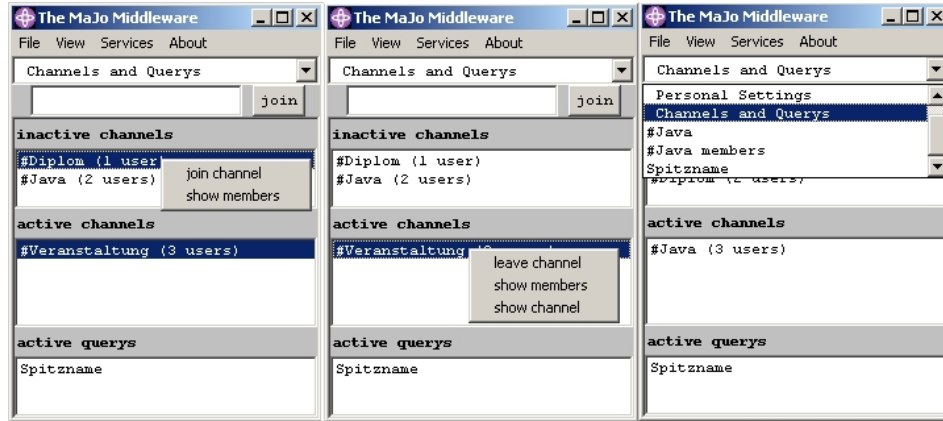 The MaJo Middleware
File View Services About
Channels and Querys
join
inactive channels
#Diplom (1 user)
#Java (2 users)
join channel
show members
active channels
#Veranstaltung (3 users)
active querys
Spitzname
The MaJo Middleware
File View Services About
Channels and Querys
join
inactive channels
#Diplom (1 user)
#Java (2 users)
active channels
#Veranstaltung
leave channel
show members
show channel
active querys
Spitzname
The MaJo Middleware
File View Services About
Channels and Querys
Personal Settings
Channels and Querys
#Java
#Java members
Spitzname
#Diplom (2 users)
active channels
#Java (3 users)
active querys
Spitzname